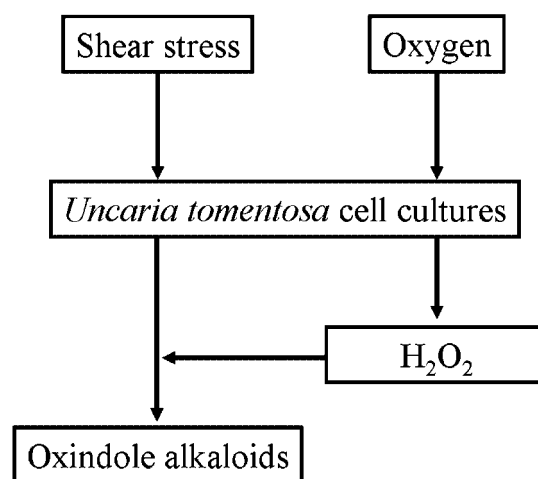 Shear stress
Oxygen
Uncaria tomentosa cell cultures
H₂O₂
Oxindole alkaloids